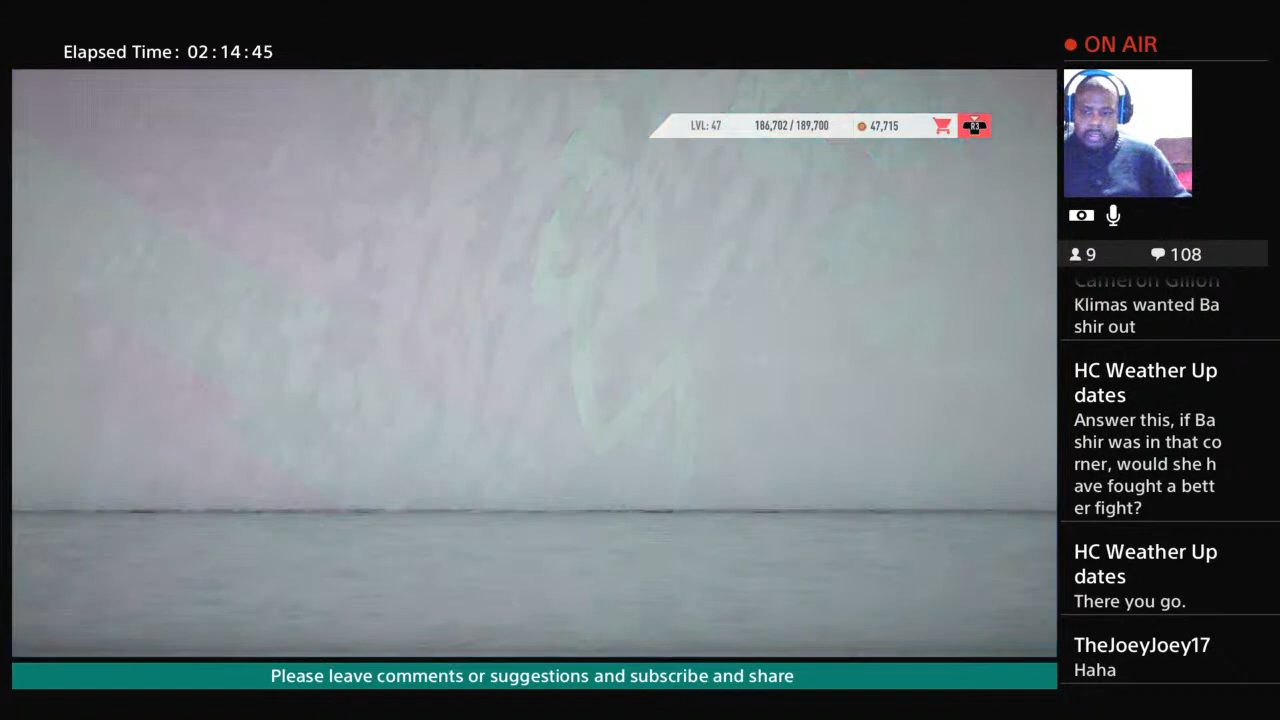 Elapsed Time: 02:14:45
ON AIR
LVL: 47 186,702 / 189,700 47,715
R3
9 108
Cameron Gillon
Klimas wanted Ba
shir out
HC Weather Up
dates
Answer this, if Ba
shir was in that co
rner, would she h
ave fought a bett
er fight?
HC Weather Up
dates
There you go.
TheJoeyJoey17
Haha
Please leave comments or suggestions and subscribe and share